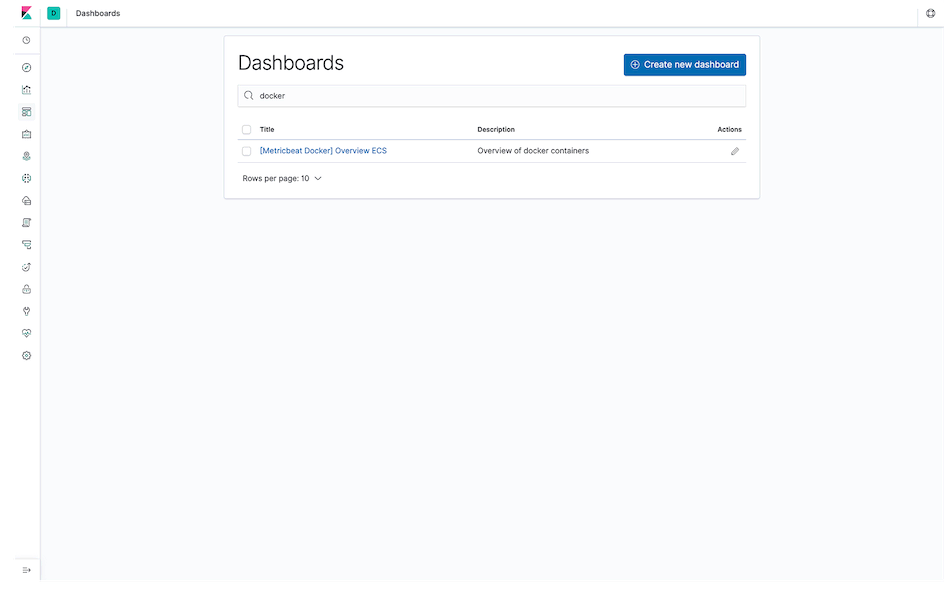 D Dashboards
Dashboards
Create new dashboard
docker
Title Description Actions
[Metricbeat Docker] Overview ECS Overview of docker containers
Rows per page: 10